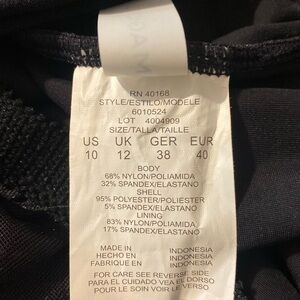 RN 40168
STYLE/ESTILO/MODELE
6010524
LOT 4004909
SIZE/TALLA/TAILLE
US UK GER EUR
10 12 38 40
BODY
68% NYLON/POLIAMIDA
32% SPANDEX/ELASTANO
SHELL
95% POLYESTER/POLIÉSTER
5% SPANDEX/ELASTANO
LINING
83% NYLON/POLIAMIDA
17% SPANDEX/ELASTANO
MADE IN INDONESIA
HECHO EN INDONESIA
FABRIQUE EN INDONESIA
FOR CARE SEE REVERSE SIDE
PARA EL CUIDADO VEA EL DORSO
POUR LE SOIN VOIR LE VERSO